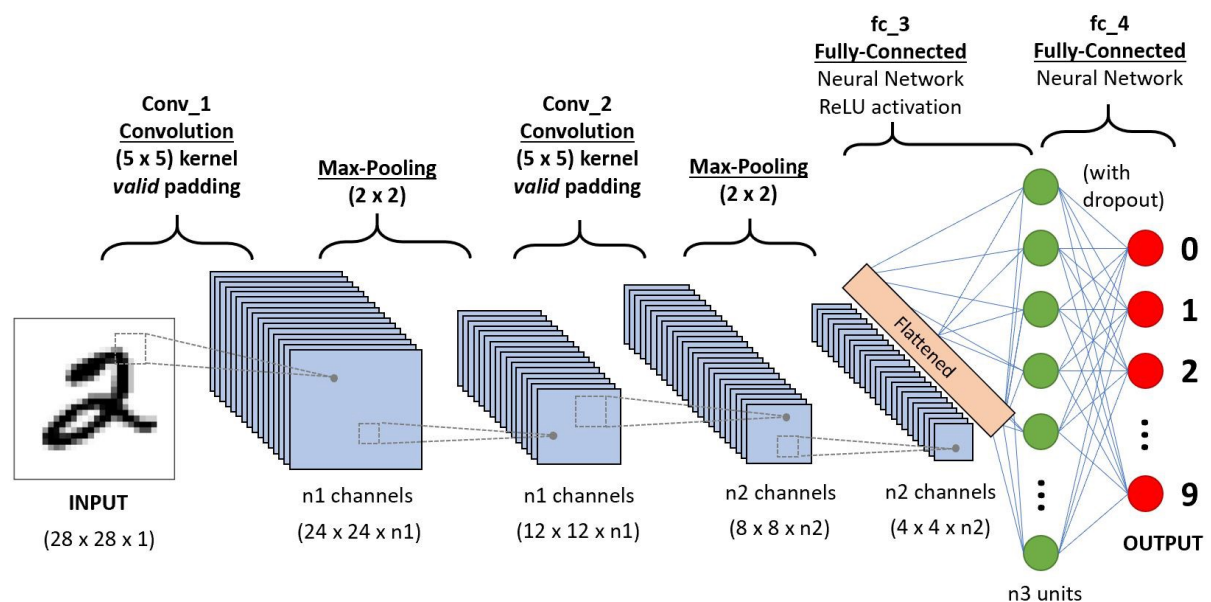 Conv_1
Convolution
(5 x 5) kernel
valid padding
Max-Pooling
(2 x 2)
Conv_2
Convolution
(5 x 5) kernel
valid padding
Max-Pooling
(2 x 2)
fc_3
Fully-Connected
Neural Network
ReLU activation
fc_4
Fully-Connected
Neural Network
(with
dropout)
2
INPUT
(28 x 28 x 1)
n1 channels
(24 x 24 x n1)
n1 channels
(12 x 12 x n1)
n2 channels
(8 x 8 x n2)
n2 channels
(4 x 4 x n2)
Flattened
n3 units
0
1
2
9
OUTPUT